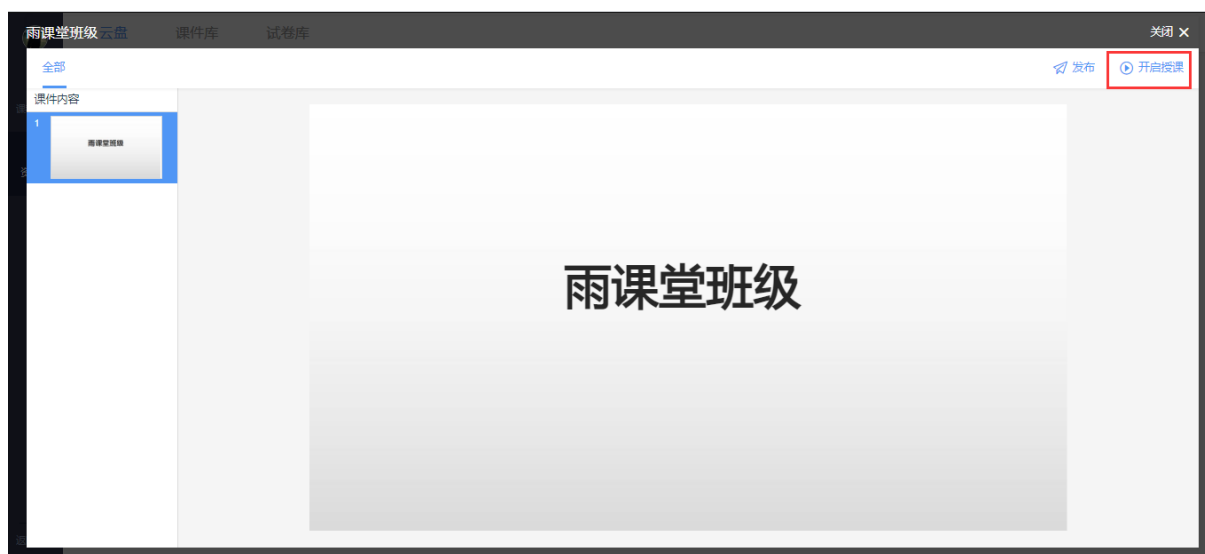 雨课堂班级 云盘 课件库 试卷库 关闭 ×
全部 发布 开启授课
课件内容
1
雨课堂班级
雨课堂班级